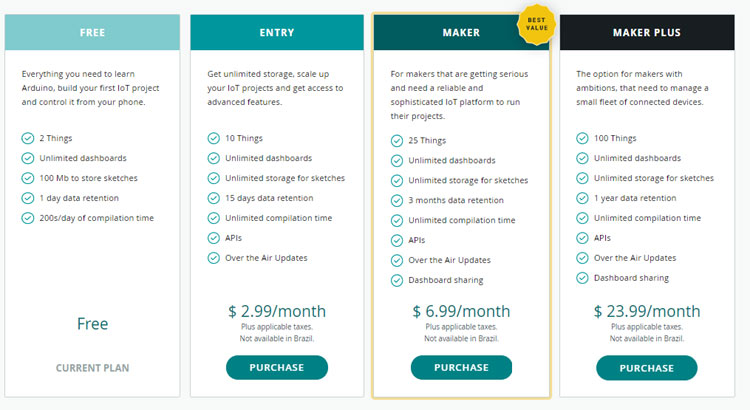 FREE
Everything you need to learn
Arduino, build your first IoT project
and control it from your phone.
2 Things
Unlimited dashboards
100 Mb to store sketches
1 day data retention
200s/day of compilation time
Free
CURRENT PLAN
ENTRY
Get unlimited storage, scale up
your IoT projects and get access to
advanced features.
10 Things
Unlimited dashboards
Unlimited storage for sketches
15 days data retention
Unlimited compilation time
APIs
Over the Air Updates
$ 2.99/month
Plus applicable taxes.
Not available in Brazil.
PURCHASE
BEST
VALUE
MAKER
For makers that are getting serious
and need a reliable and
sophisticated IoT platform to run
their projects.
25 Things
Unlimited dashboards
Unlimited storage for sketches
3 months data retention
Unlimited compilation time
APIs
Over the Air Updates
Dashboard sharing
$ 6.99/month
Plus applicable taxes.
Not available in Brazil.
PURCHASE
MAKER PLUS
The option for makers with
ambitions, that need to manage a
small fleet of connected devices.
100 Things
Unlimited dashboards
Unlimited storage for sketches
1 year data retention
Unlimited compilation time
APIs
Over the Air Updates
Dashboard sharing
$ 23.99/month
Plus applicable taxes.
Not available in Brazil.
PURCHASE